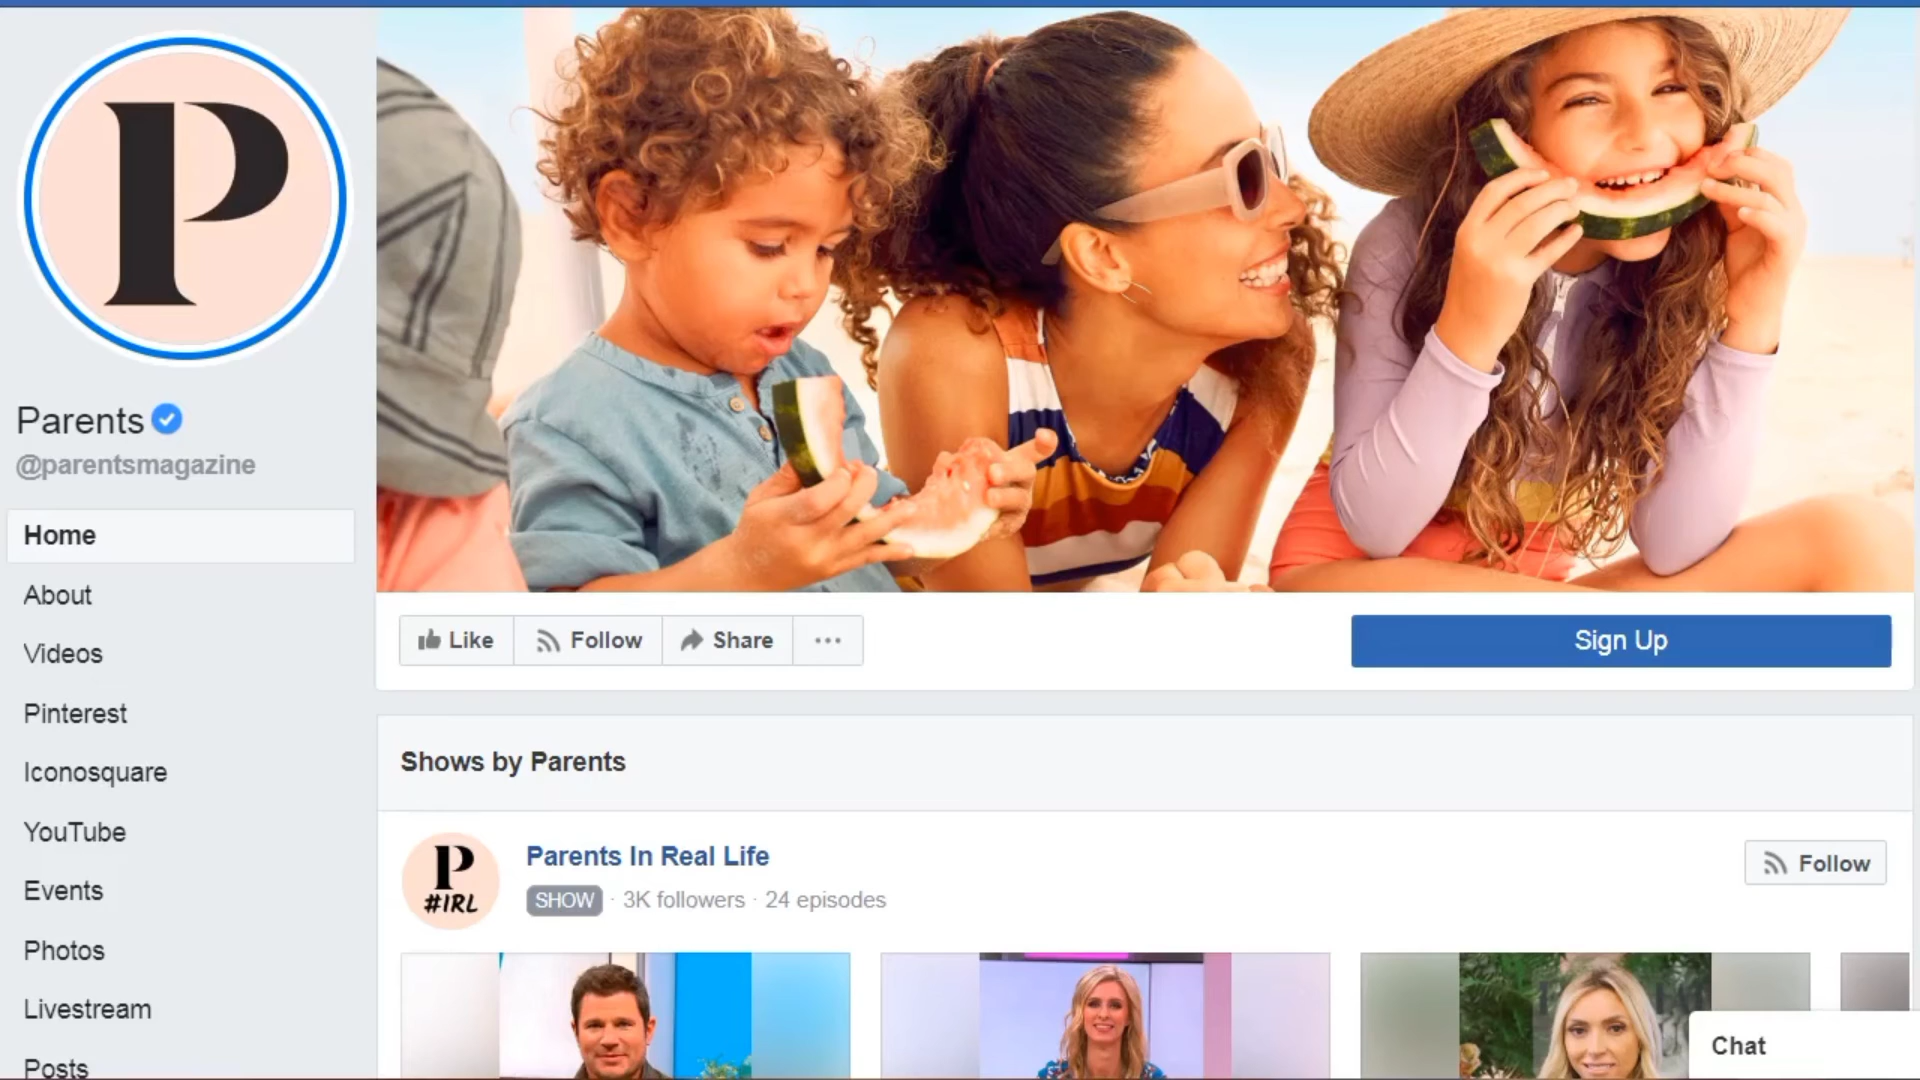 P
Parents
@parentsmagazine
Home
About
Videos
Pinterest
Iconosquare
YouTube
Events
Photos
Livestream
Posts
Like
Follow
Share
Sign Up
Shows by Parents
P
#IRL
Parents In Real Life
SHOW · 3K followers · 24 episodes
Follow
Chat